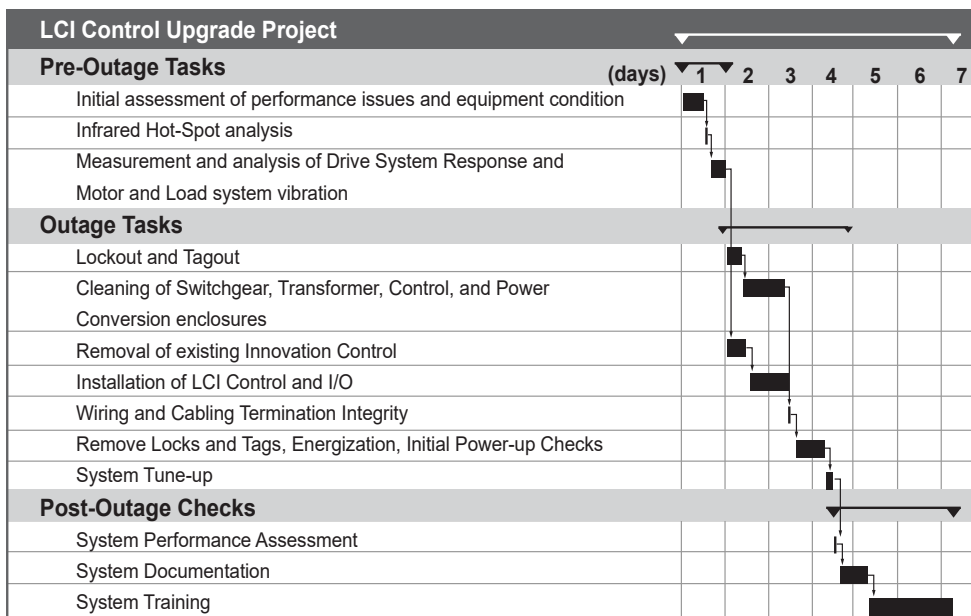 LCI Control Upgrade Project
Pre-Outage Tasks (days) 1 2 3 4 5 6 7
Initial assessment of performance issues and equipment condition
Infrared Hot-Spot analysis
Measurement and analysis of Drive System Response and
Motor and Load system vibration
Outage Tasks
Lockout and Tagout
Cleaning of Switchgear, Transformer, Control, and Power
Conversion enclosures
Removal of existing Innovation Control
Installation of LCI Control and I/O
Wiring and Cabling Termination Integrity
Remove Locks and Tags, Energization, Initial Power-up Checks
System Tune-up
Post-Outage Checks
System Performance Assessment
System Documentation
System Training